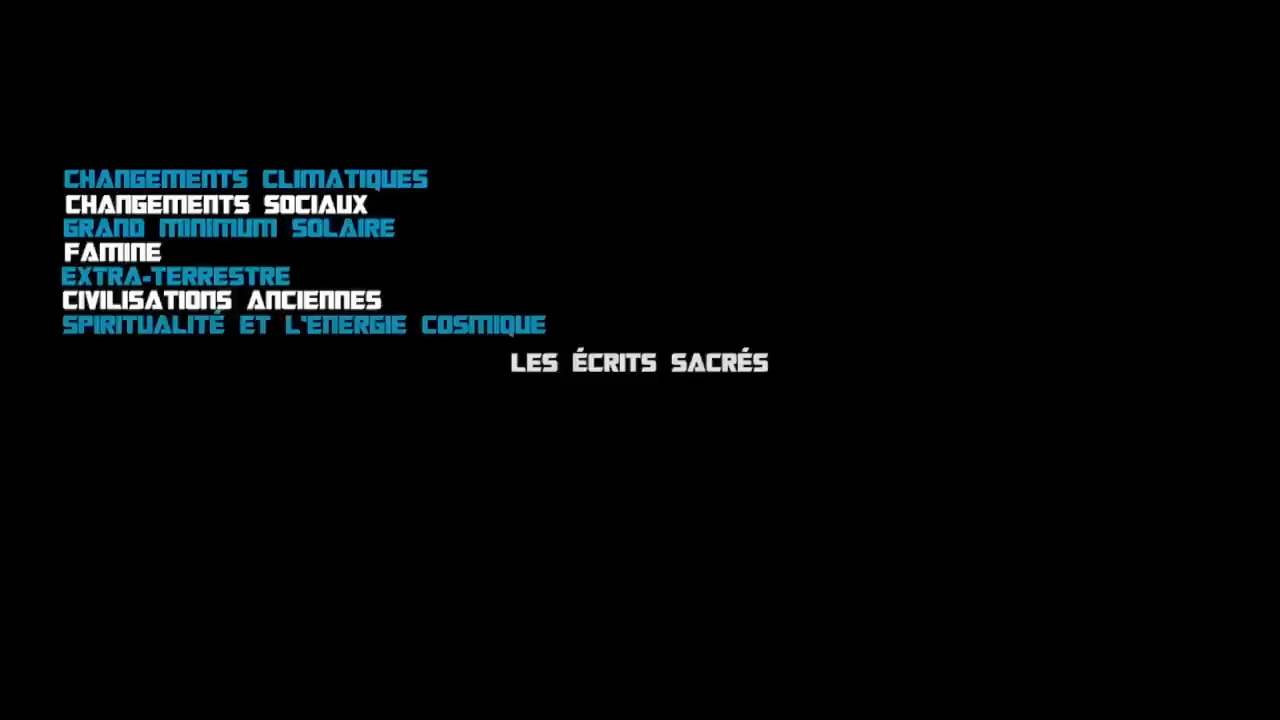 CHANGEMENTS CLIMATIQUES
CHANGEMENTS SOCIAUX
GRAND MINIMUM SOLAIRE
FAMINE
EXTRA-TERRESTRE
CIVILISATIONS ANCIENNES
SPIRITUALITÉ ET L'ENERGIE COSMIQUE
LES ÉCRITS SACRÉS